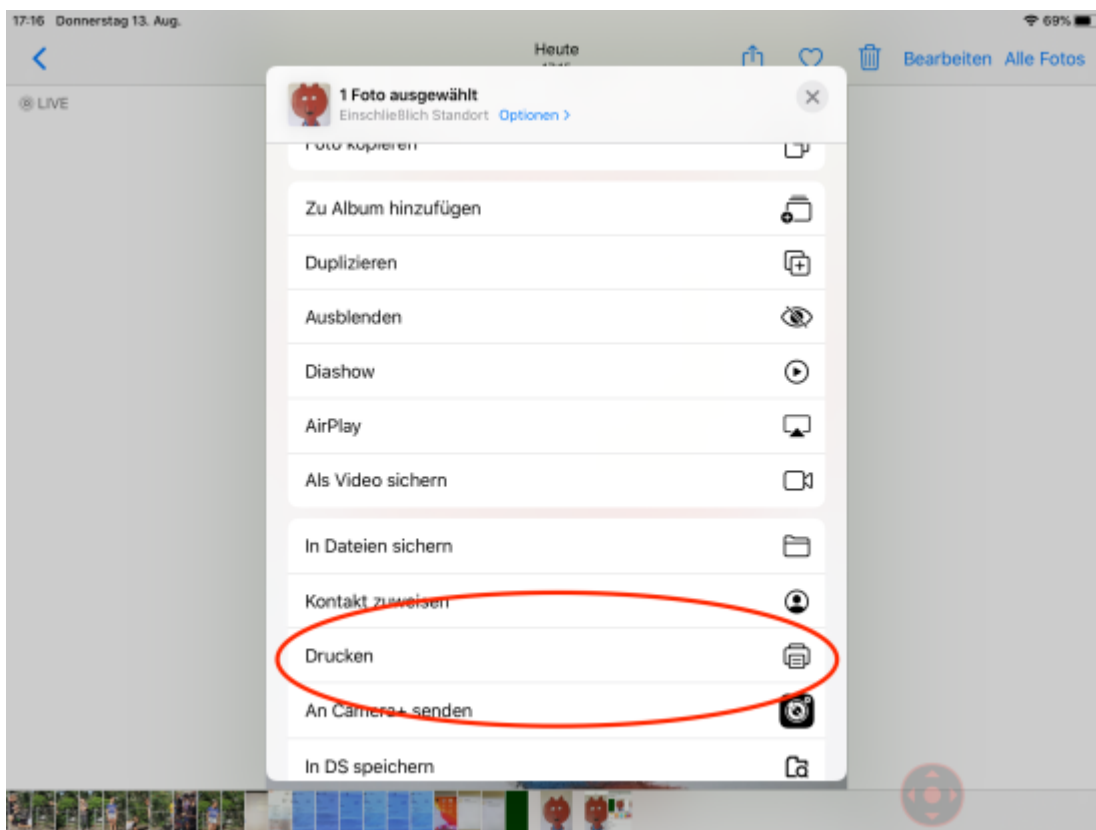 17:16 Donnerstag 13. Aug.
69%
Heute
Bearbeiten Alle Fotos
LIVE
1 Foto ausgewählt
Einschließlich Standort Optionen >
Foto kopieren
Zu Album hinzufügen
Duplizieren
Ausblenden
Diashow
AirPlay
Als Video sichern
In Dateien sichern
Kontakt zuweisen
Drucken
An Camera+ senden
In DS speichern